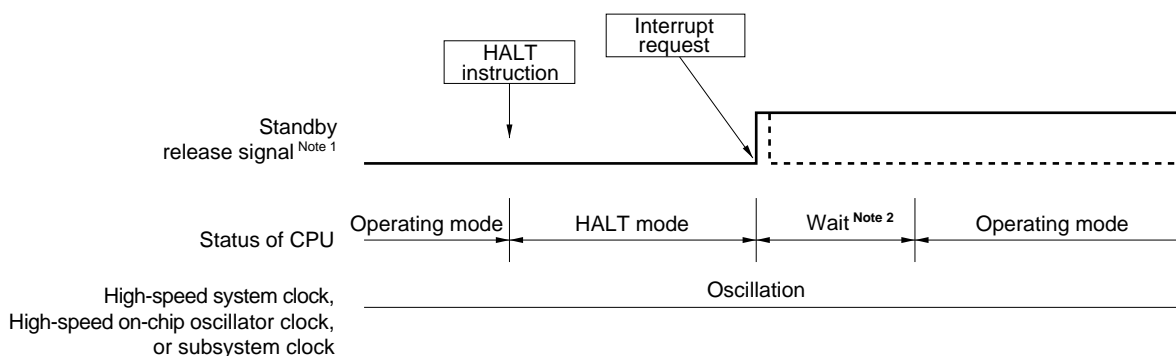 Interrupt
request
HALT
instruction
Standby
release signal Note 1
Operating mode
HALT mode
Wait Note 2
Operating mode
Status of CPU
Oscillation
High-speed system clock,
High-speed on-chip oscillator clock,
or subsystem clock